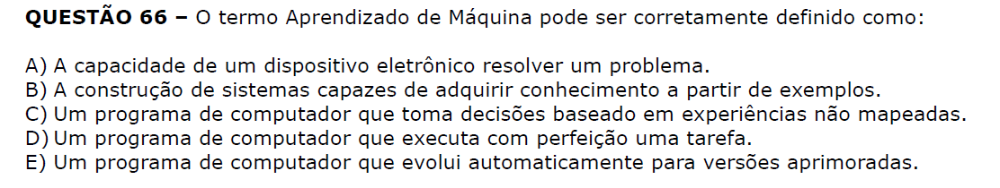 QUESTÃO 66 – O termo Aprendizado de Máquina pode ser corretamente definido como:
A) A capacidade de um dispositivo eletrônico resolver um problema.
B) A construção de sistemas capazes de adquirir conhecimento a partir de exemplos.
C) Um programa de computador que toma decisões baseado em experiências não mapeadas.
D) Um programa de computador que executa com perfeição uma tarefa.
E) Um programa de computador que evolui automaticamente para versões aprimoradas.